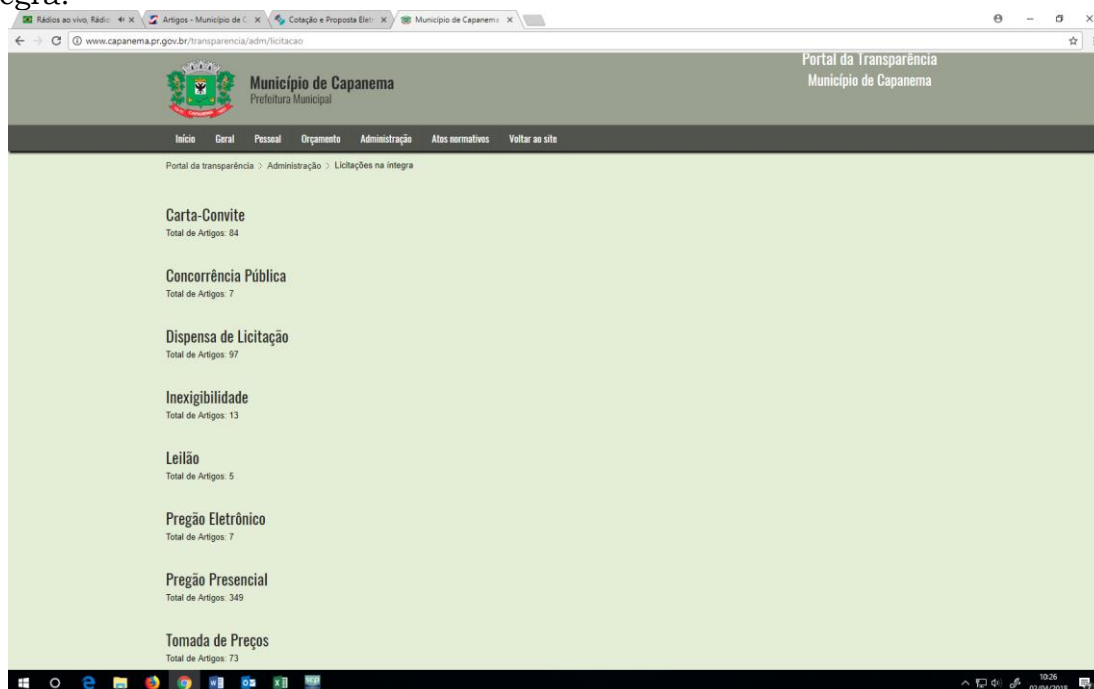 egra.
Rádios ao vivo, Rádio
Artigos - Município de C
Cotação e Proposta Eletr
Município de Capanema
www.capanema.pr.gov.br/transparencia/adm/licitacao
Portal da Transparência
Município de Capanema
Município de Capanema
Prefeitura Municipal
Início Geral Pessoal Orçamento Administração Atos normativos Voltar ao site
Portal da transparência > Administração > Licitações na íntegra
Carta-Convite
Total de Artigos: 84
Concorrência Pública
Total de Artigos: 7
Dispensa de Licitação
Total de Artigos: 97
Inexigibilidade
Total de Artigos: 13
Leilão
Total de Artigos: 5
Pregão Eletrônico
Total de Artigos: 7
Pregão Presencial
Total de Artigos: 349
Tomada de Preços
Total de Artigos: 73
10:26
02/04/2018